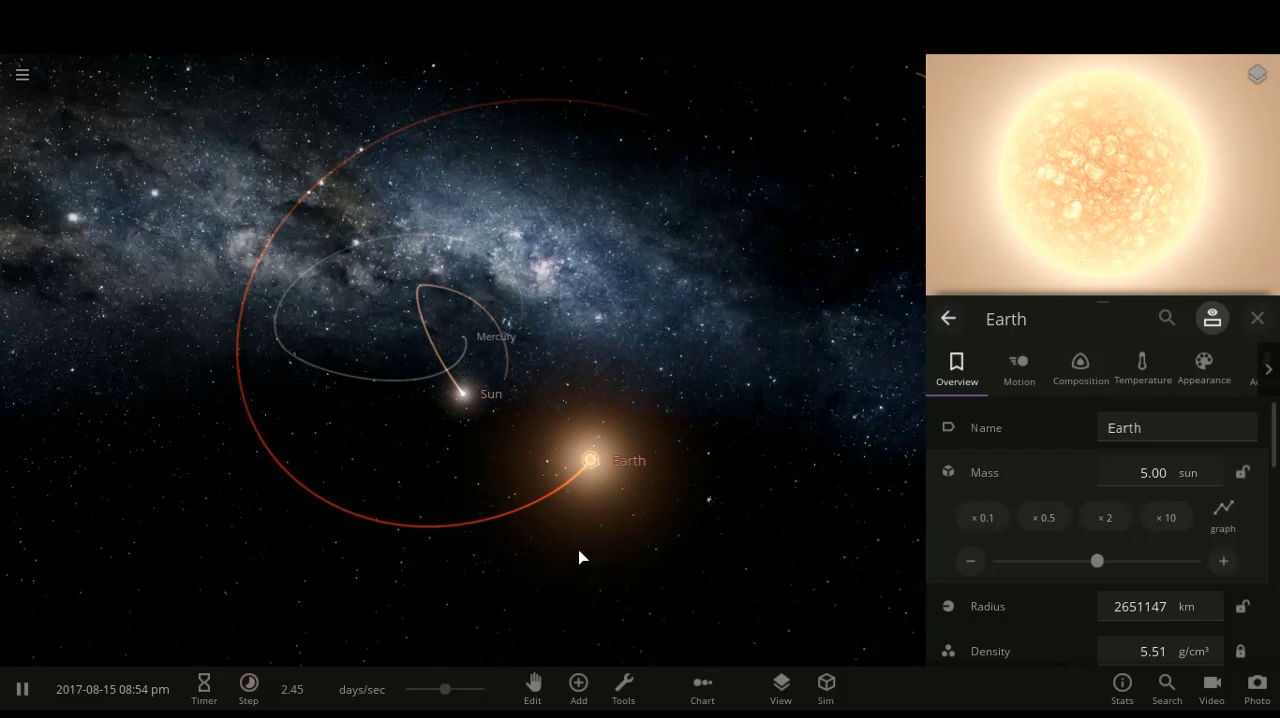 Mercury
Sun
Earth
Earth
Overview
Motion
Composition
Temperature
Appearance
Name
Earth
Mass
5.00 sun
× 0.1
× 0.5
× 2
× 10
graph
Radius
2651147 km
Density
5.51 g/cm³
2017-08-15 08:54 pm
Timer
Step
2.45 days/sec
Edit
Add
Tools
Chart
View
Sim
Stats
Search
Video
Photo